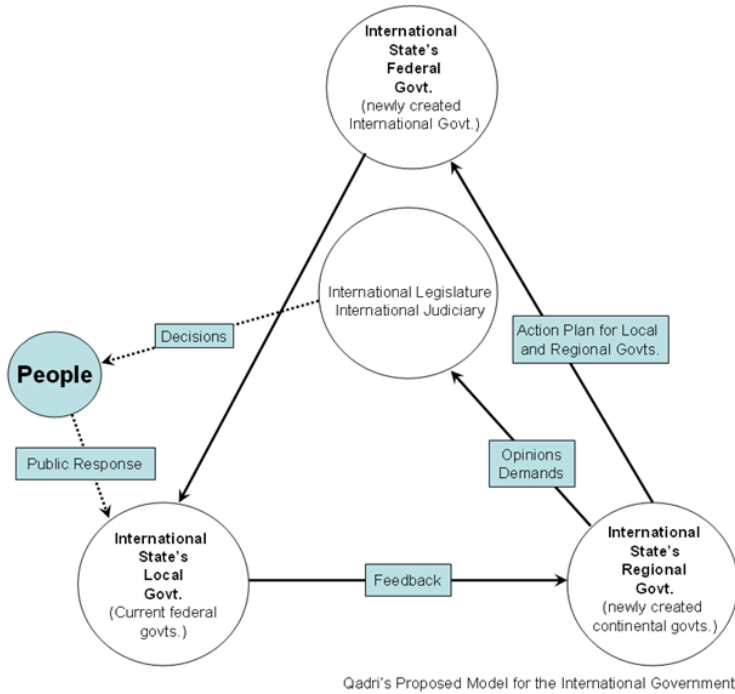 International
State's
Federal
Govt.
(newly created
International Govt.)
International Legislature
International Judiciary
Decisions
Action Plan for Local
and Regional Govts.
People
Public Response
Opinions
Demands
International
State's
Local
Govt.
(Current federal
govts.)
Feedback
International
State's
Regional
Govt.
(newly created
continental govts.)
Qadri's Proposed Model for the International Government